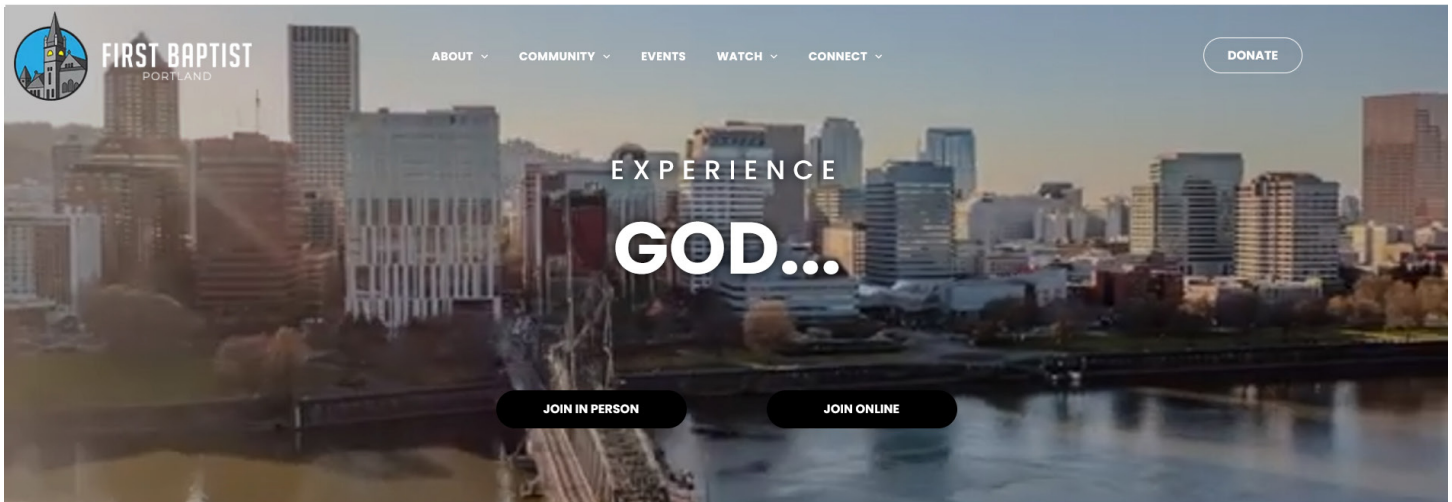 FIRST BAPTIST
PORTLAND
ABOUT COMMUNITY EVENTS WATCH CONNECT
DONATE
EXPERIENCE
GOD...
JOIN IN PERSON
JOIN ONLINE